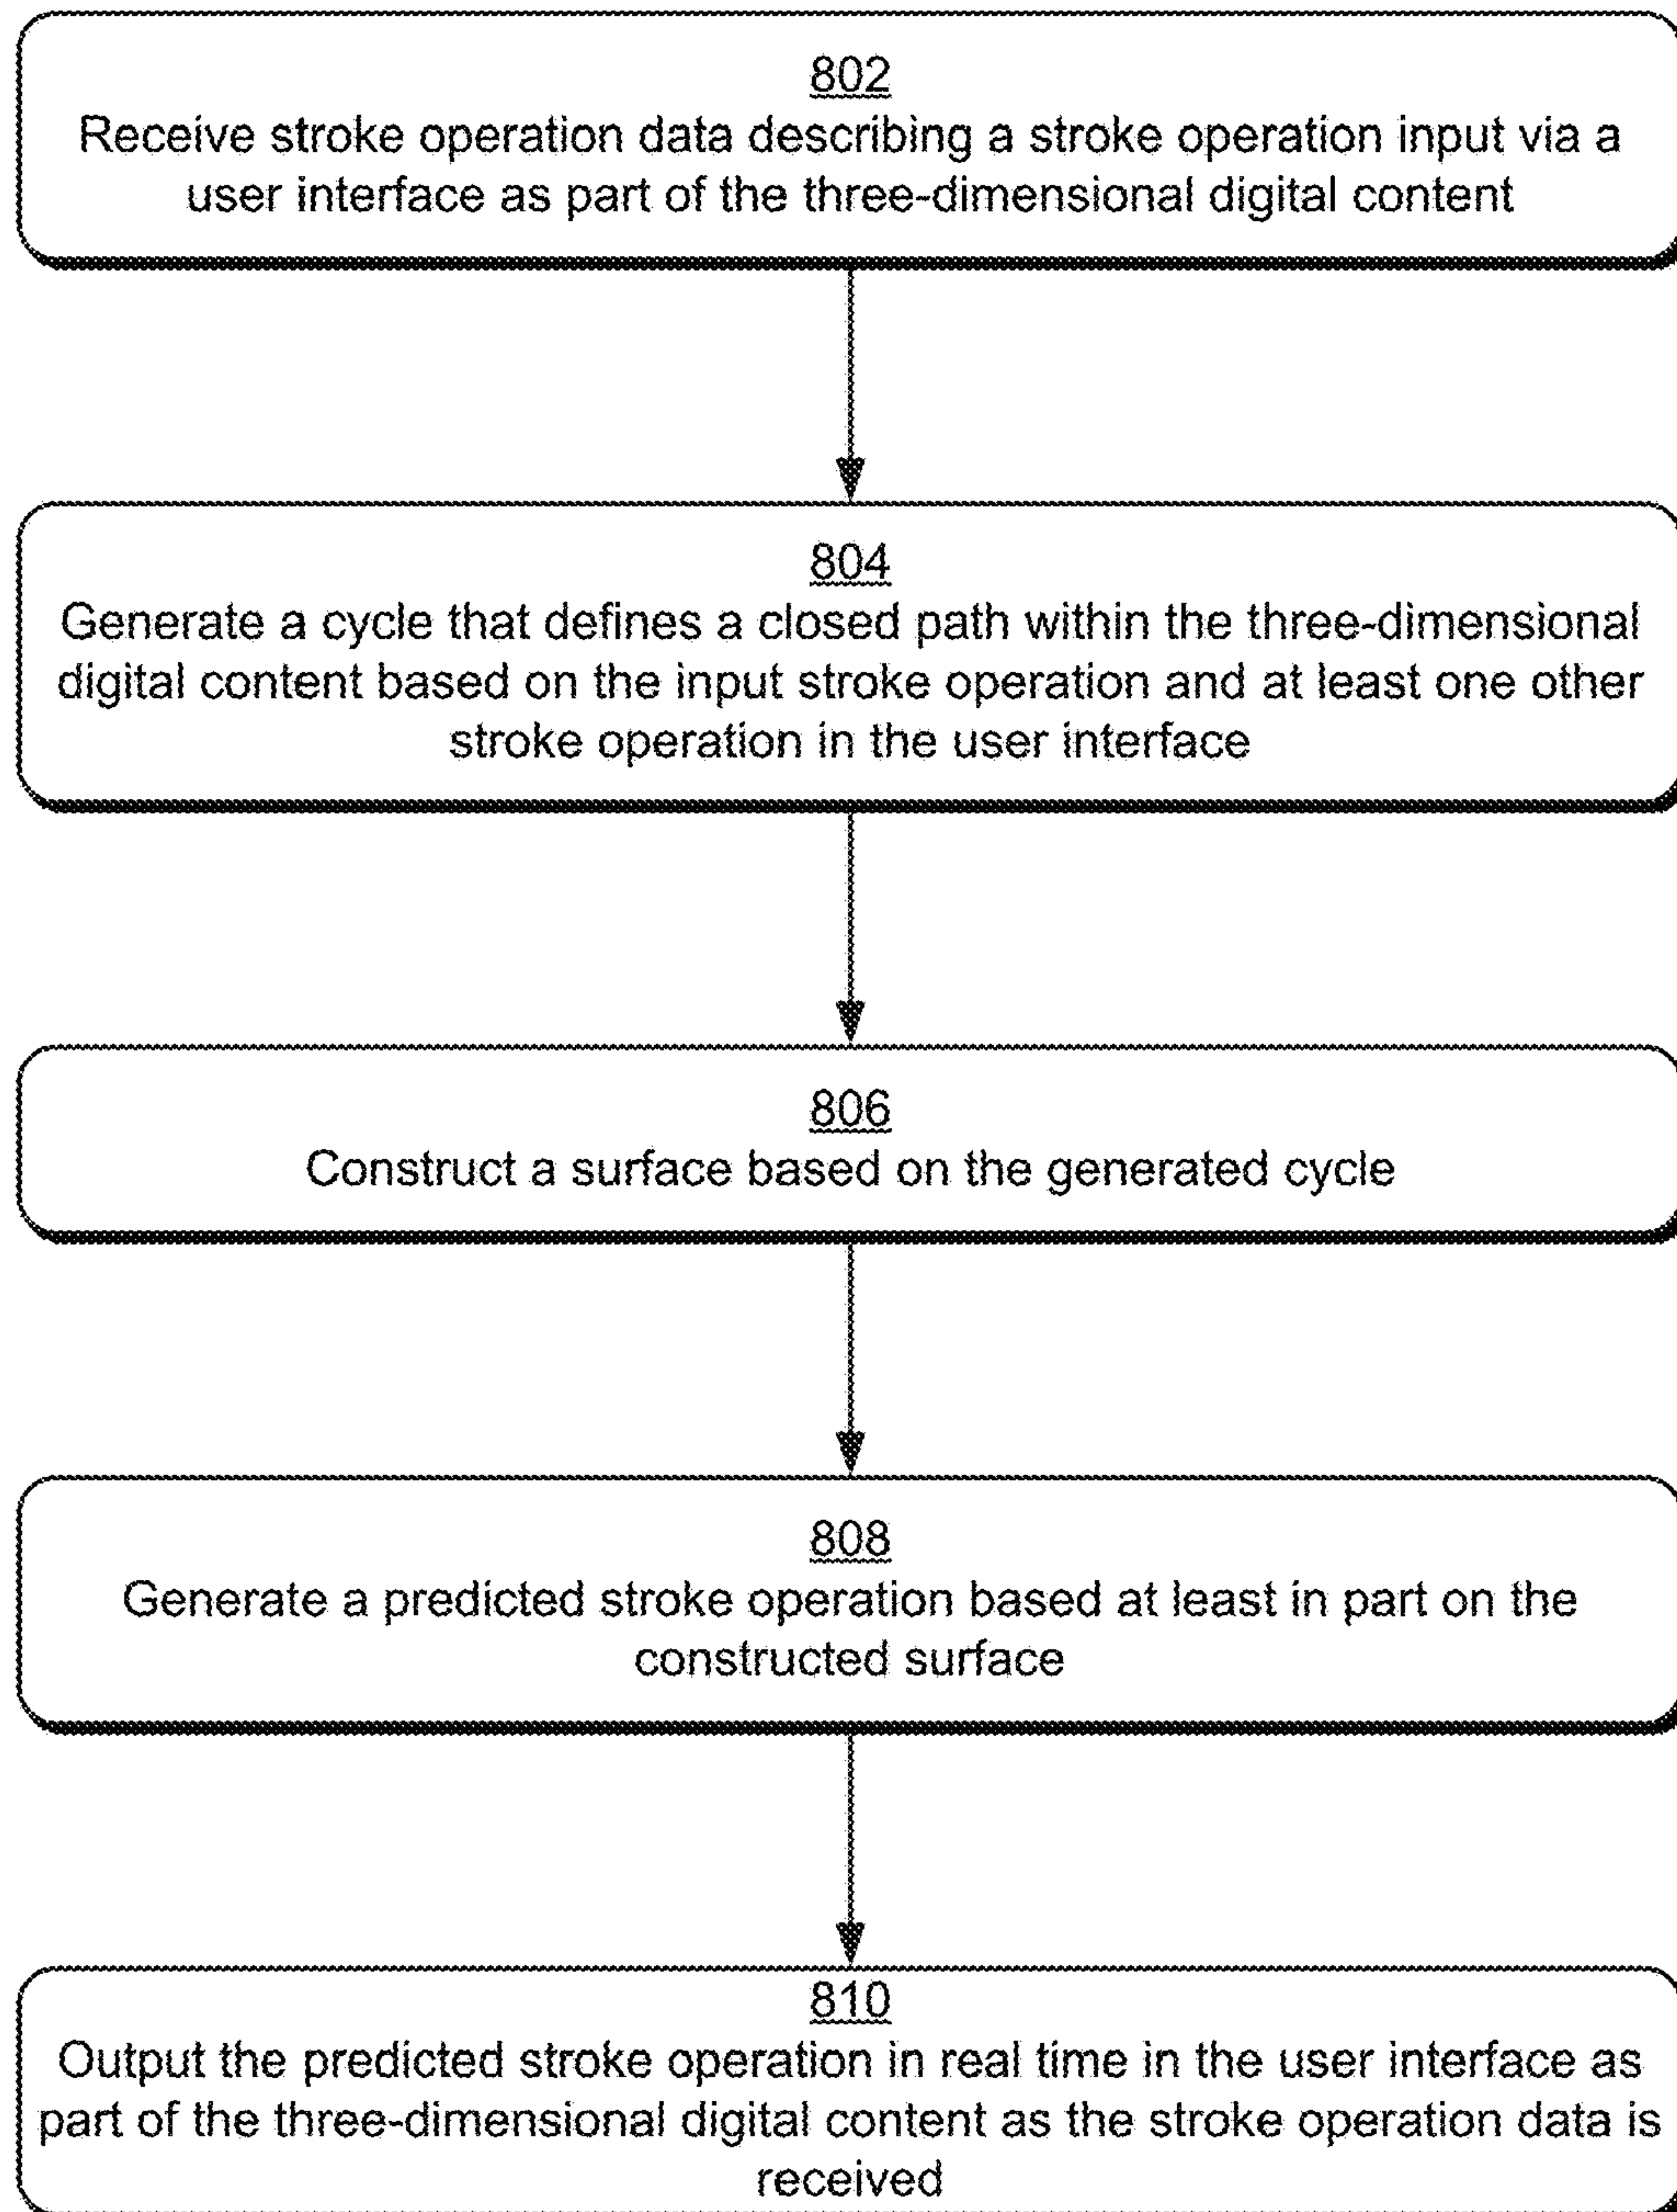 802
Receive stroke operation data describing a stroke operation input via a
user interface as part of the three-dimensional digital content
804
Generate a cycle that defines a closed path within the three-dimensional
digital content based on the input stroke operation and at least one other
stroke operation in the user interface
806
Construct a surface based on the generated cycle
808
Generate a predicted stroke operation based at least in part on the
constructed surface
810
Output the predicted stroke operation in real time in the user interface as
part of the three-dimensional digital content as the stroke operation data is
received